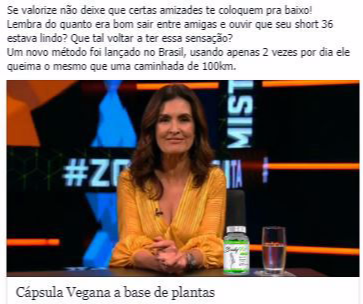 Se valorize não deixe que certas amizades te coloquem pra baixo!
Lembra do quanto era bom sair entre amigas e ouvir que seu short 36
estava lindo? Que tal voltar a ter essa sensação?
Um novo método foi lançado no Brasil, usando apenas 2 vezes por dia ele
queima o mesmo que uma caminhada de 100km.
MIST
Cápsula Vegana a base de plantas